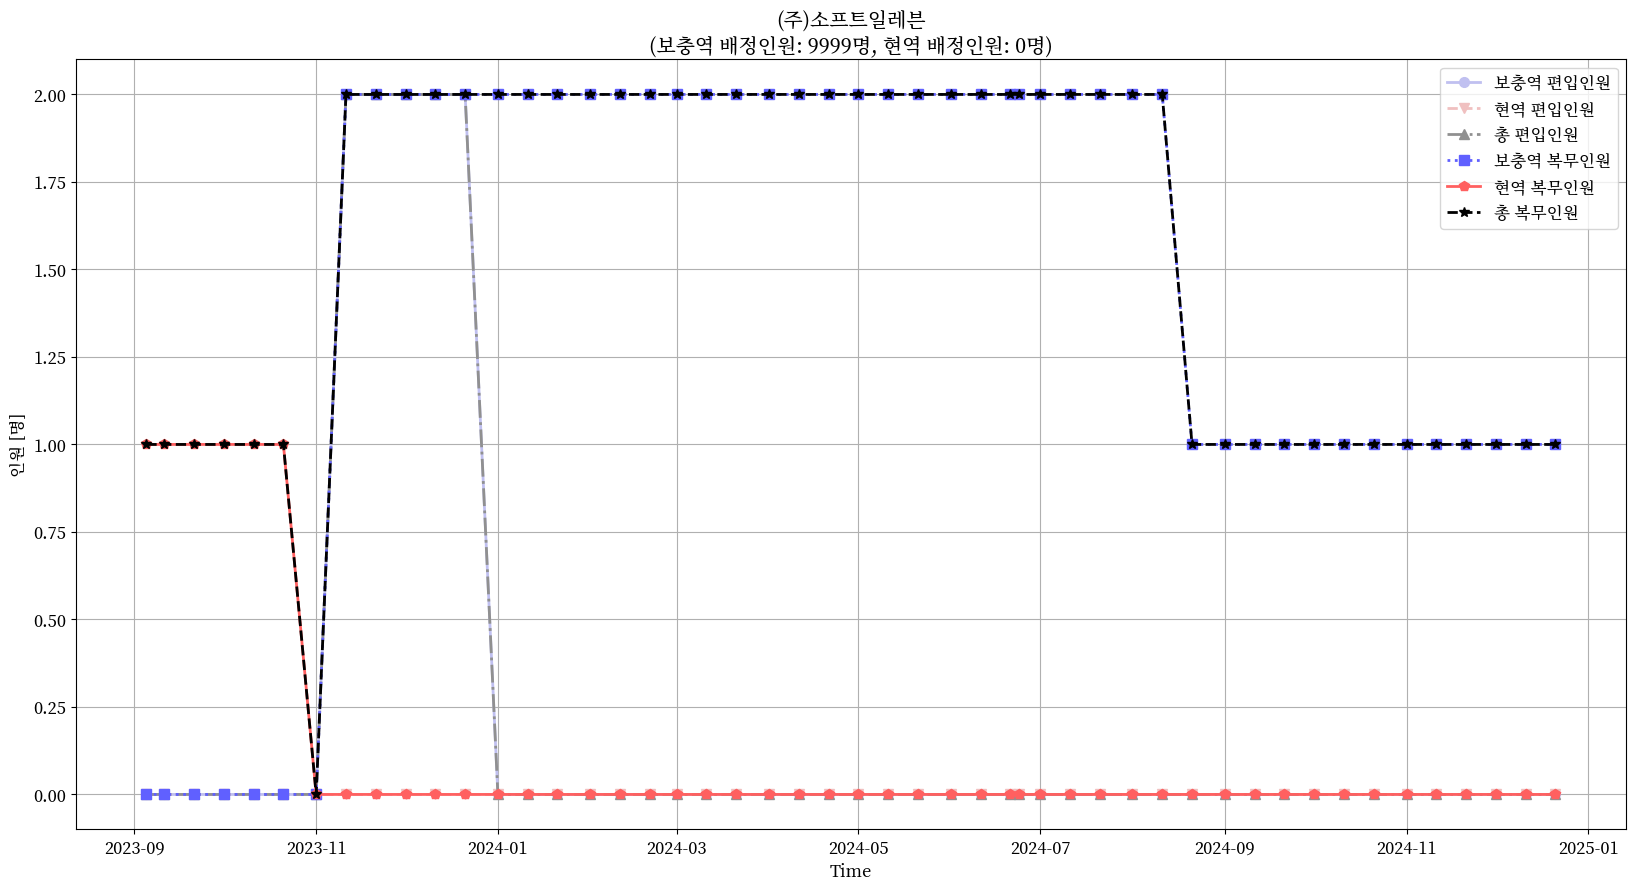 (주)소프트일레븐
(보충역 배정인원: 9999명, 현역 배정인원: 0명)
보충역 편입인원
현역 편입인원
총 편입인원
보충역 복무인원
현역 복무인원
총 복무인원
인원 [명]
2.00
1.75
1.50
1.25
1.00
0.75
0.50
0.25
0.00
2023-09
2023-11
2024-01
2024-03
2024-05
2024-07
2024-09
2024-11
2025-01
Time